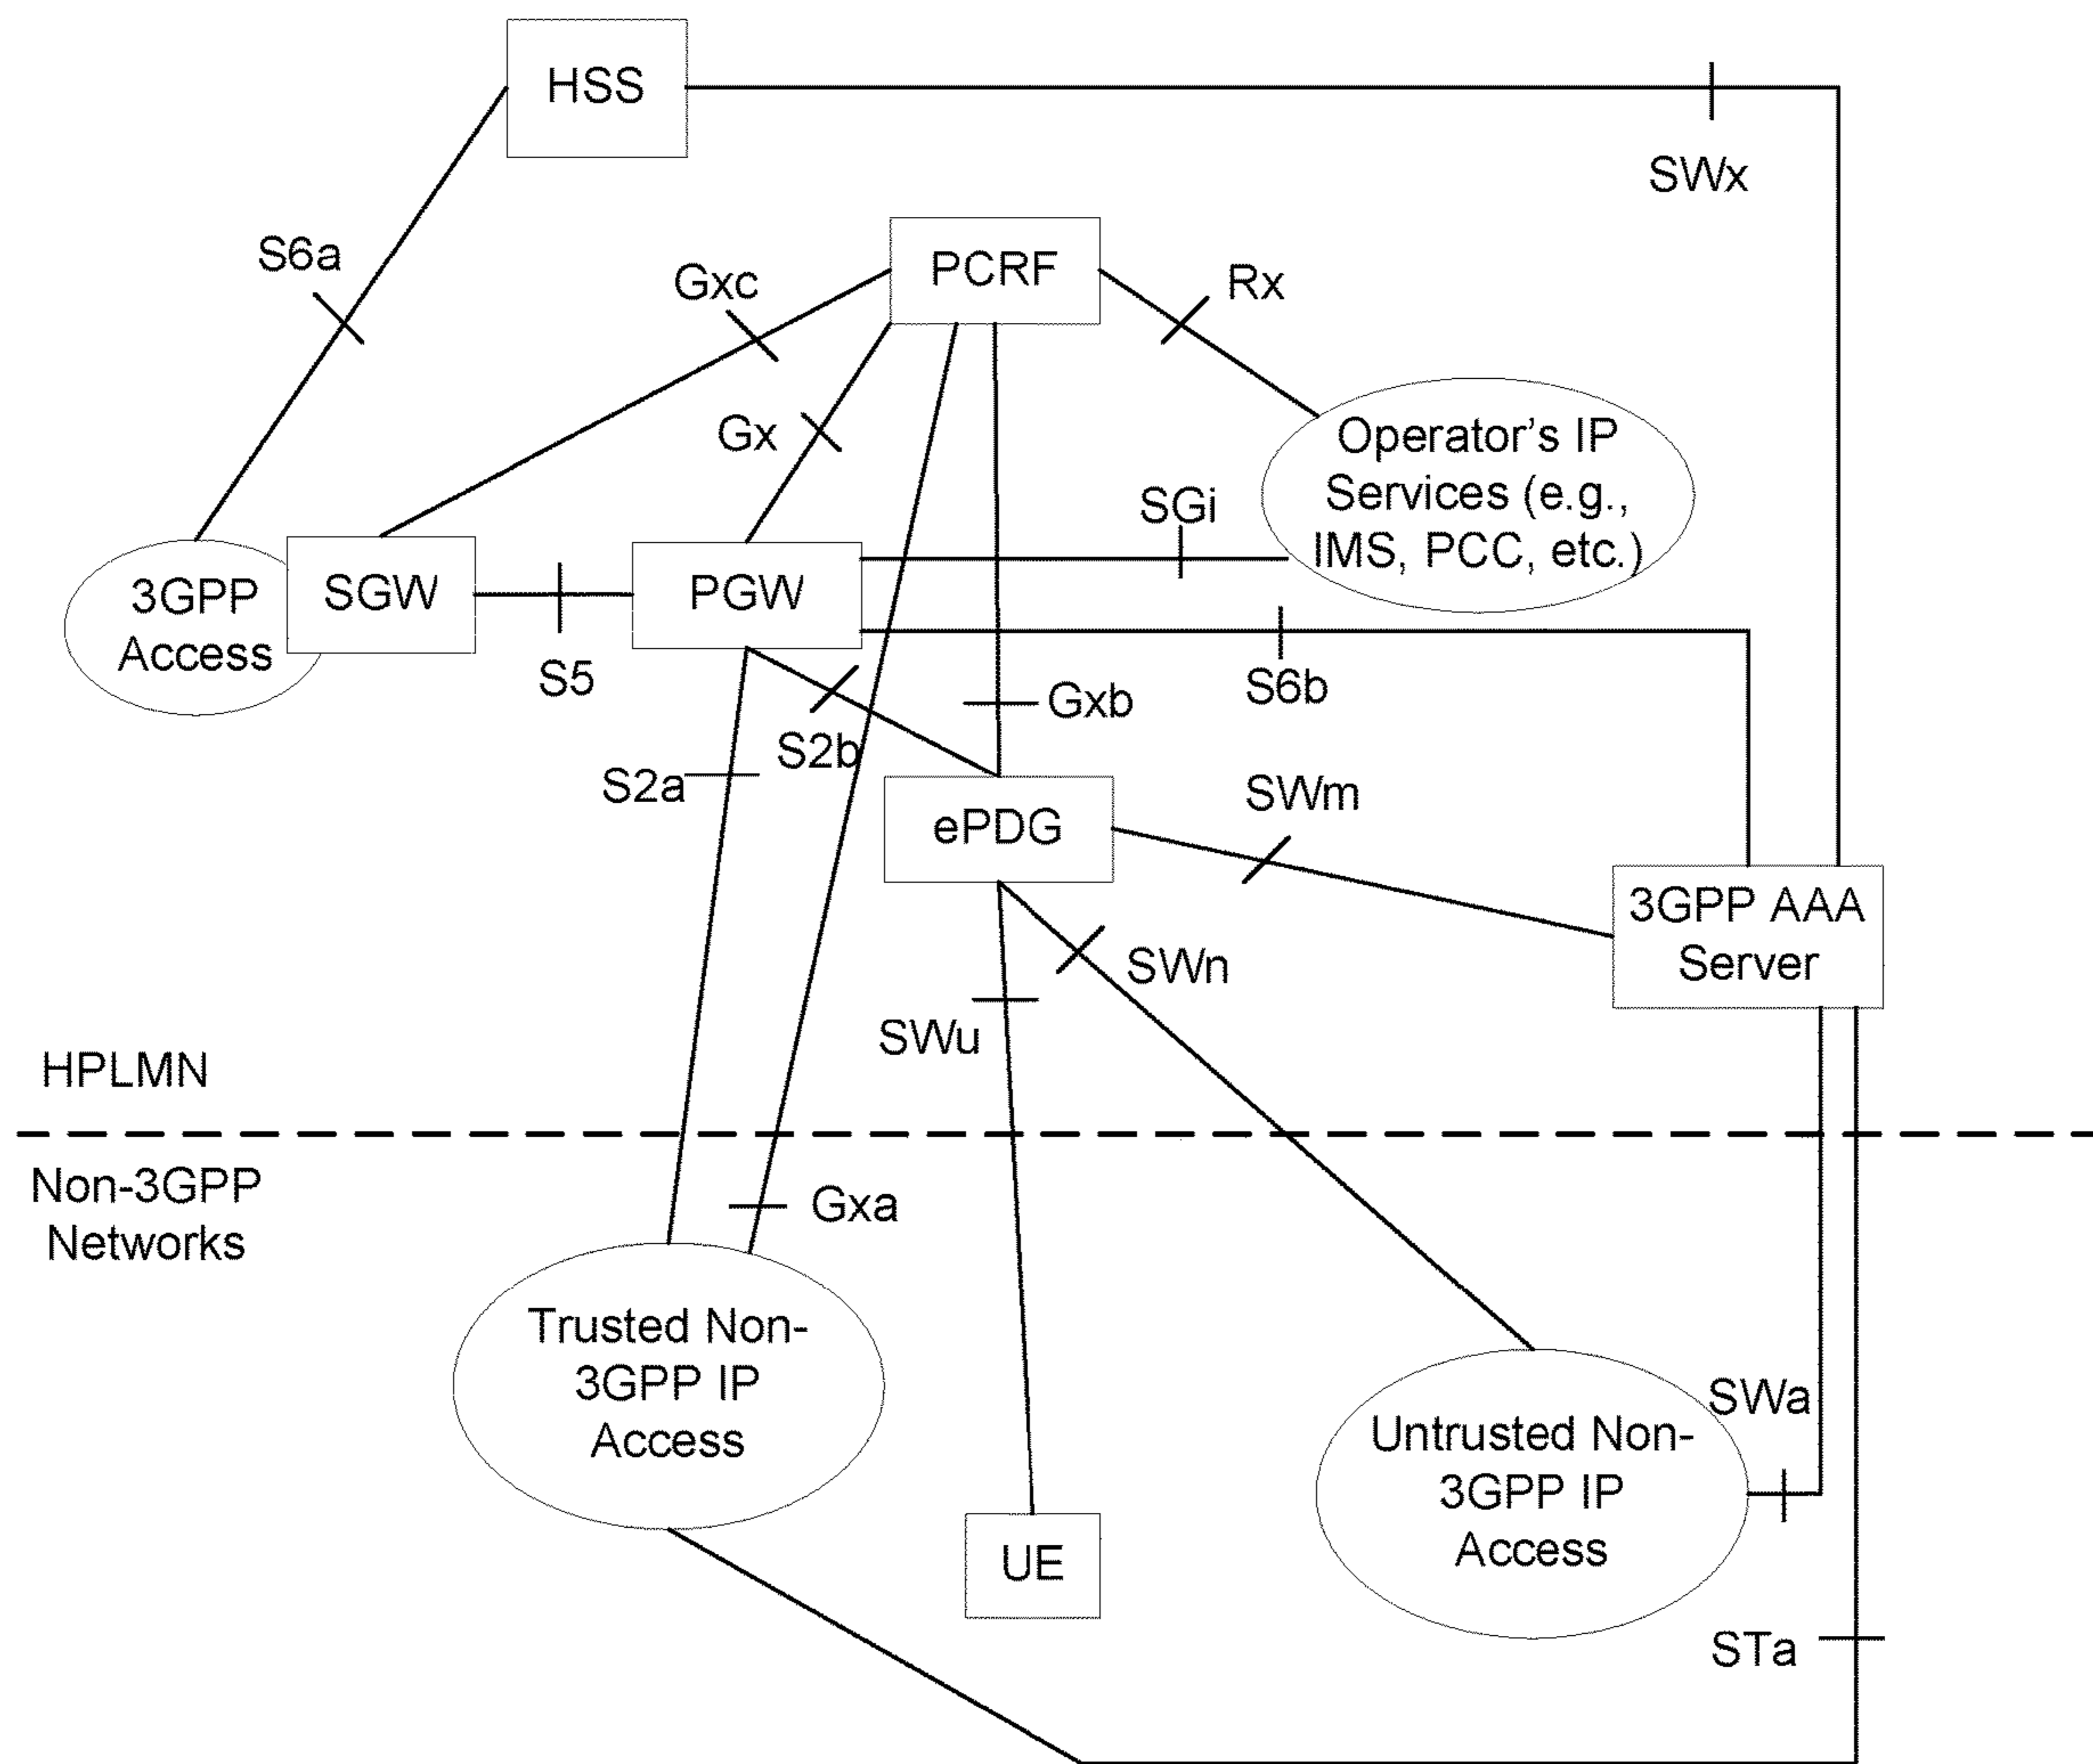 HSS
SWx
S6a
PCRF
Gxc
Rx
Gx
Operator’s IP
Services (e.g.,
IMS, PCC, etc.)
SGi
3GPP
Access
SGW
PGW
S5
S6b
Gxb
S2b
S2a
SWm
ePDG
3GPP AAA
Server
SWn
SWu
HPLMN
Non-3GPP
Networks
Gxa
Trusted Non-
3GPP IP
Access
SWa
Untrusted Non-
3GPP IP
Access
UE
STa